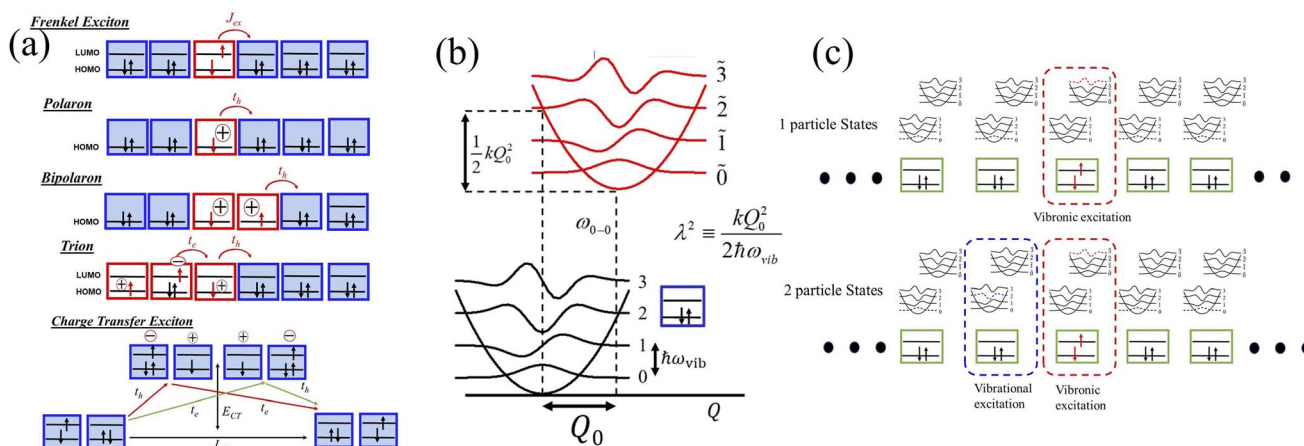 (a)
Frenkel Exciton
J_ex
LUMO
HOMO
Polaron
t_h
HOMO
+
Bipolaron
t_h
HOMO
+ +
Trion
t_e t_h
−
LUMO
HOMO
+ +
Charge Transfer Exciton
− + + −
t_h t_h
t_e t_e
E_CT
(b)
3̃
2̃
1̃
0̃
1/2 kQ_0^2
ω_0−0
λ^2 ≡ kQ_0^2 / 2ħω_vib
3
2
1
0
ħω_vib
Q
Q_0
(c)
1 particle States
Vibronic excitation
2 particle States
Vibrational
excitation
Vibronic
excitation